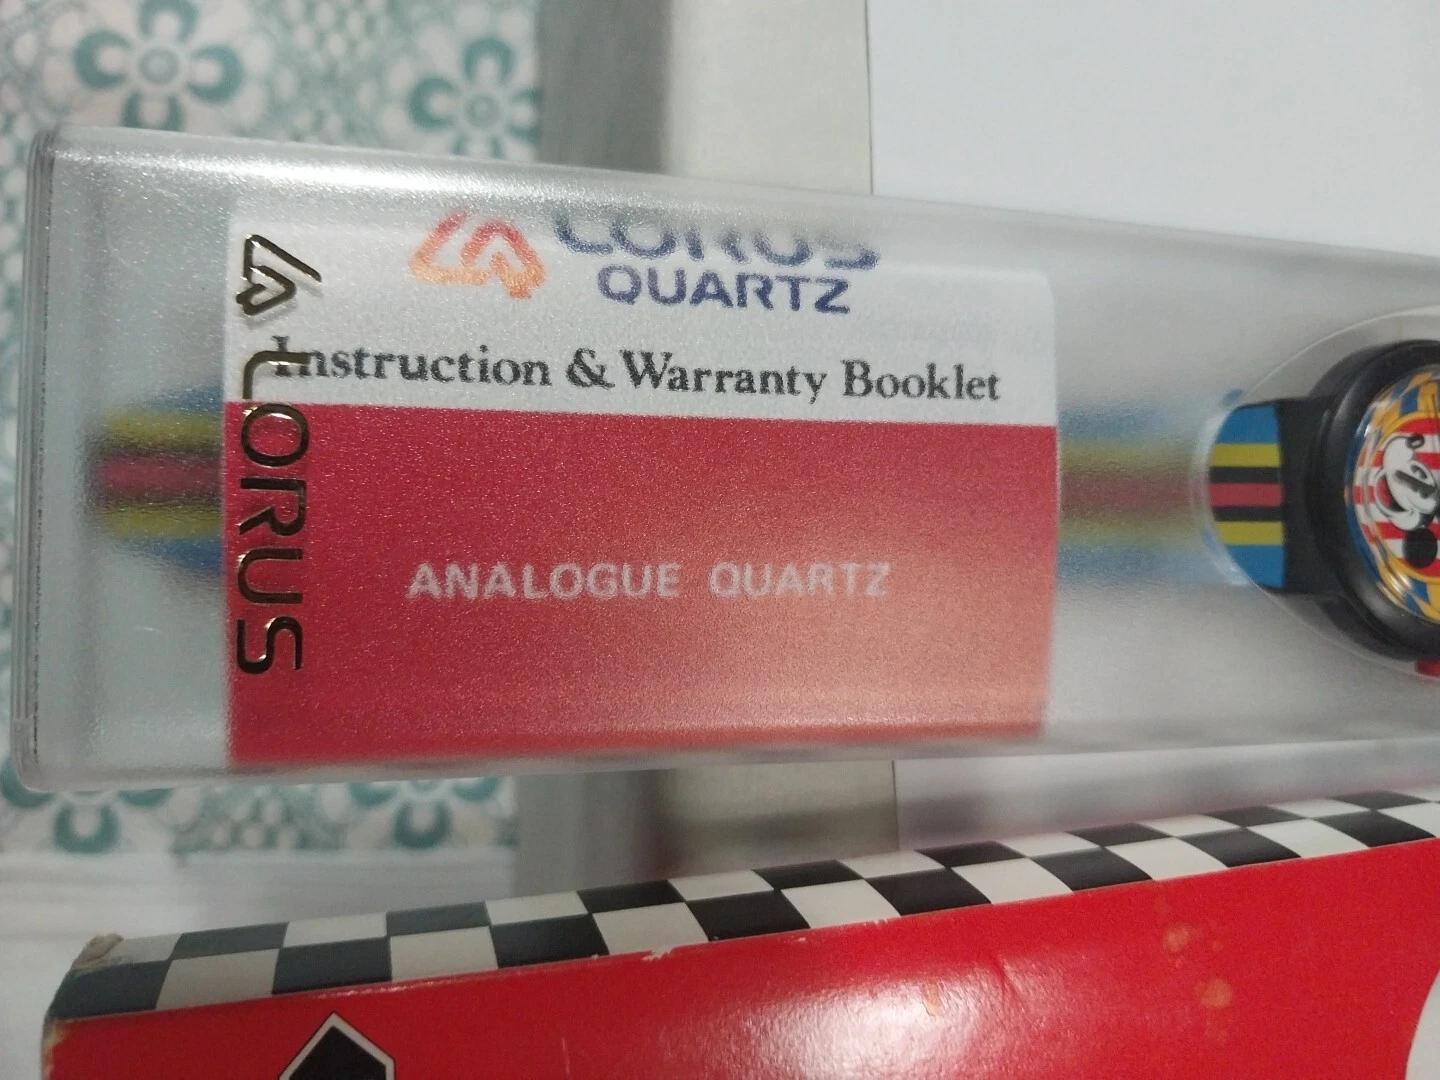 LORUS
QUARTZ
Instruction & Warranty Booklet
ANALOGUE QUARTZ
LORUS